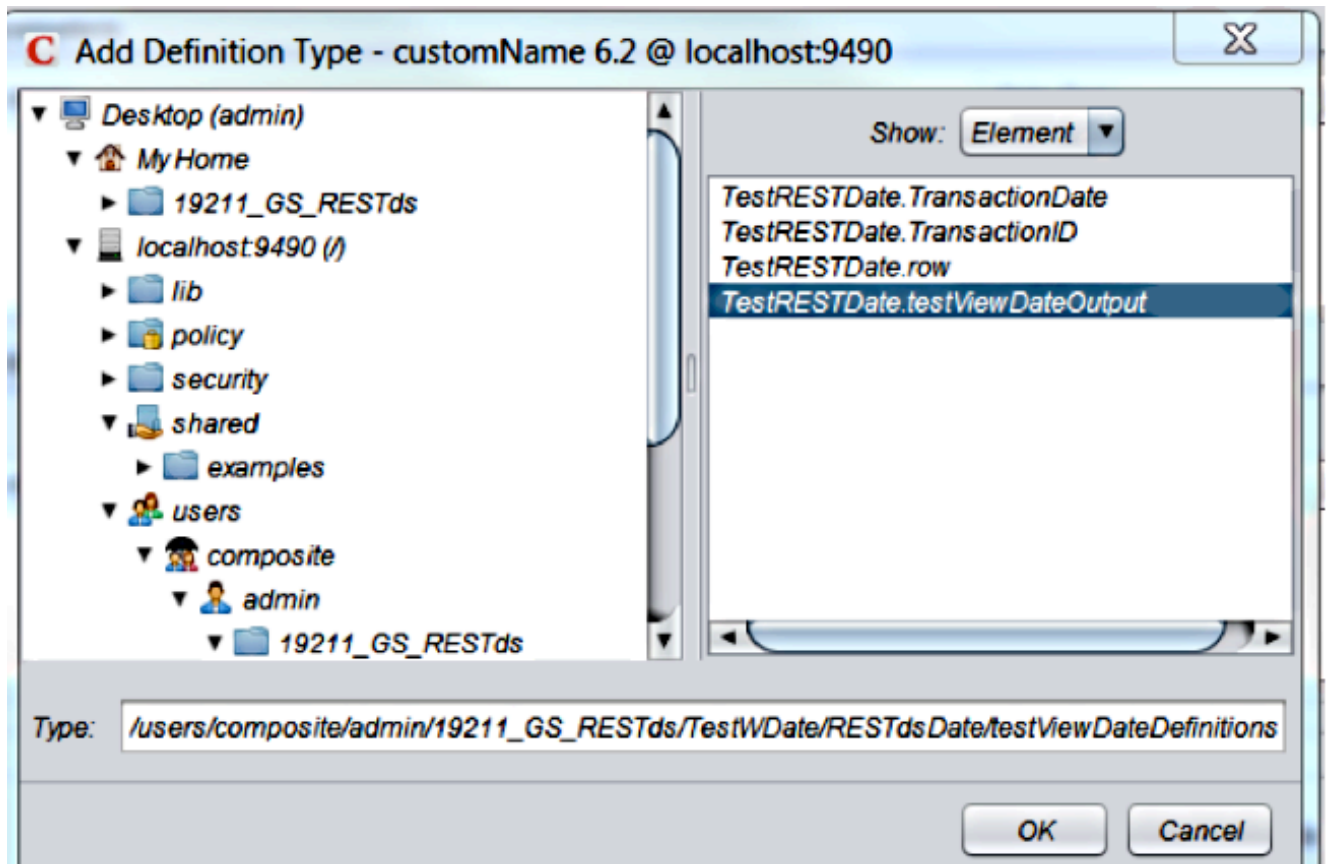 C Add Definition Type - customName 6.2 @ localhost:9490
Desktop (admin)
My Home
19211_GS_RESTds
localhost:9490 (/)
lib
policy
security
shared
examples
users
composite
admin
19211_GS_RESTds
Show: Element
TestRESTDate.TransactionDate
TestRESTDate.TransactionID
TestRESTDate.row
TestRESTDate.testViewDateOutput
Type: /users/composite/admin/19211_GS_RESTds/TestWDate/RESTdsDate/testViewDateDefinitions
OK Cancel